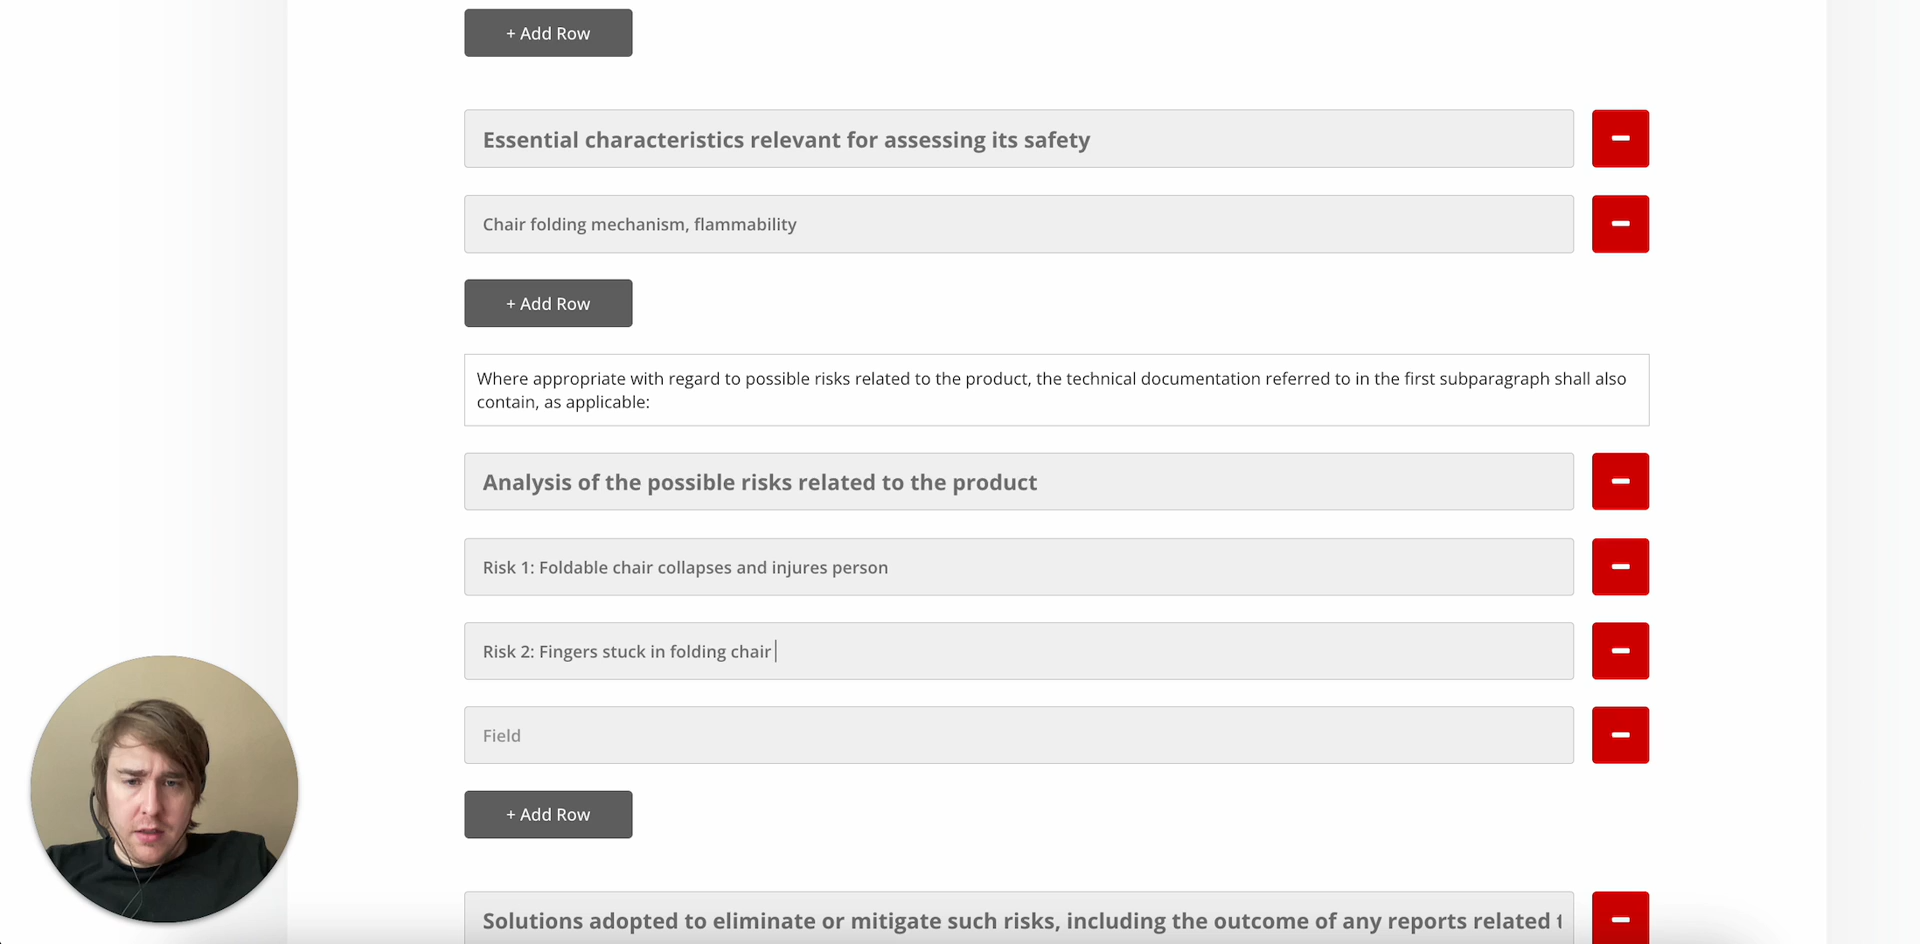 + Add Row
Essential characteristics relevant for assessing its safety
Chair folding mechanism, flammability
+ Add Row
Where appropriate with regard to possible risks related to the product, the technical documentation referred to in the first subparagraph shall also
contain, as applicable:
Analysis of the possible risks related to the product
Risk 1: Foldable chair collapses and injures person
Risk 2: Fingers stuck in folding chair
Field
+ Add Row
Solutions adopted to eliminate or mitigate such risks, including the outcome of any reports related